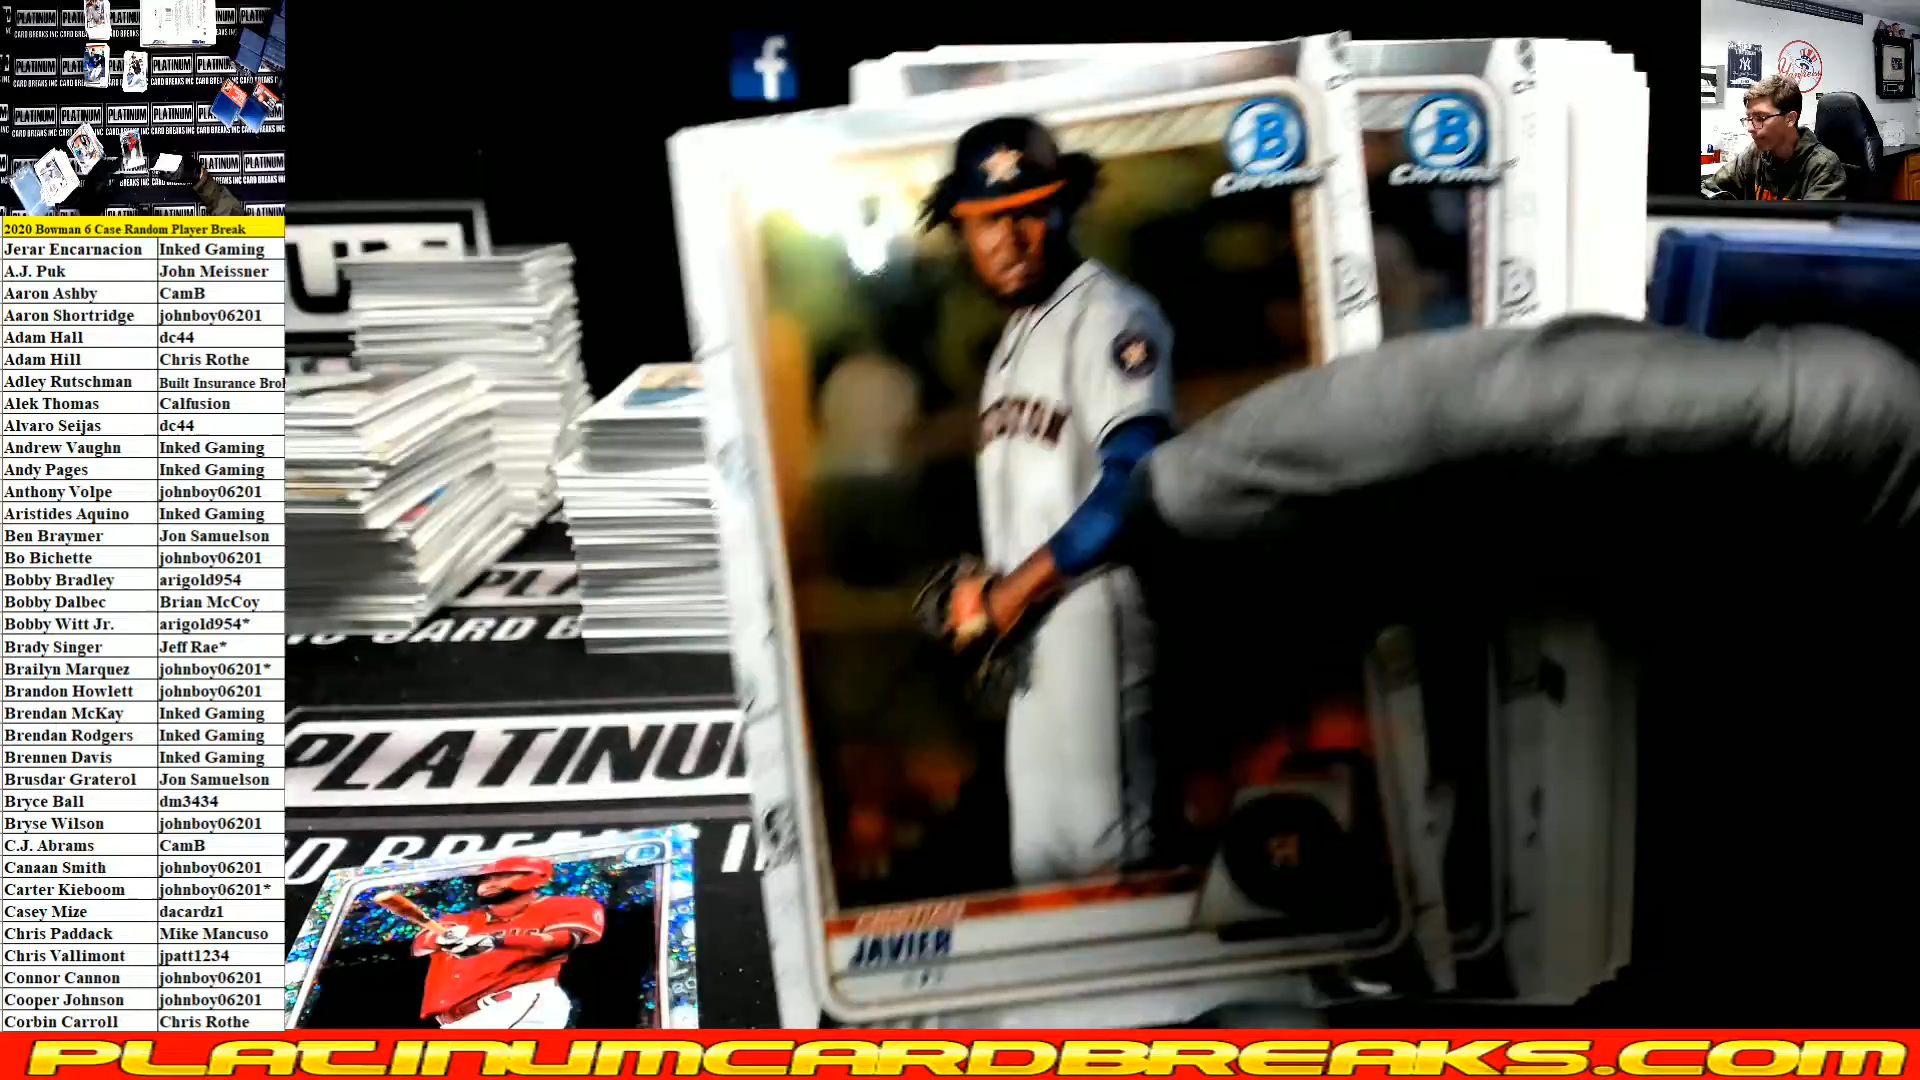 2020 Bowman 6 Case Random Player Break
Jerar Encarnacion Inked Gaming
A.J. Puk John Meissner
Aaron Ashby CamB
Aaron Shortridge johnboy06201
Adam Hall dc44
Adam Hill Chris Rothe
Adley Rutschman Built Insurance Bro
Alek Thomas Calfusion
Alvaro Seijas dc44
Andrew Vaughn Inked Gaming
Andy Pages Inked Gaming
Anthony Volpe johnboy06201
Aristides Aquino Inked Gaming
Ben Braymer Jon Samuelson
Bo Bichette johnboy06201
Bobby Bradley arigold954
Bobby Dalbec Brian McCoy
Bobby Witt Jr. arigold954*
Brady Singer Jeff Rae*
Brailyn Marquez johnboy06201*
Brandon Howlett johnboy06201
Brendan McKay Inked Gaming
Brendan Rodgers Inked Gaming
Brennen Davis Inked Gaming
Brusdar Graterol Jon Samuelson
Bryce Ball dm3434
Bryse Wilson johnboy06201
C.J. Abrams CamB
Canaan Smith johnboy06201
Carter Kieboom johnboy06201*
Casey Mize dacardz1
Chris Paddack Mike Mancuso
Chris Vallimont jpatt1234
Connor Cannon johnboy06201
Cooper Johnson johnboy06201
Corbin Carroll Chris Rothe
f
B
Chrome
B
Chrome
JAVIER
PLATINU
Yankees
PLATINUMCARDBREAKS.COM